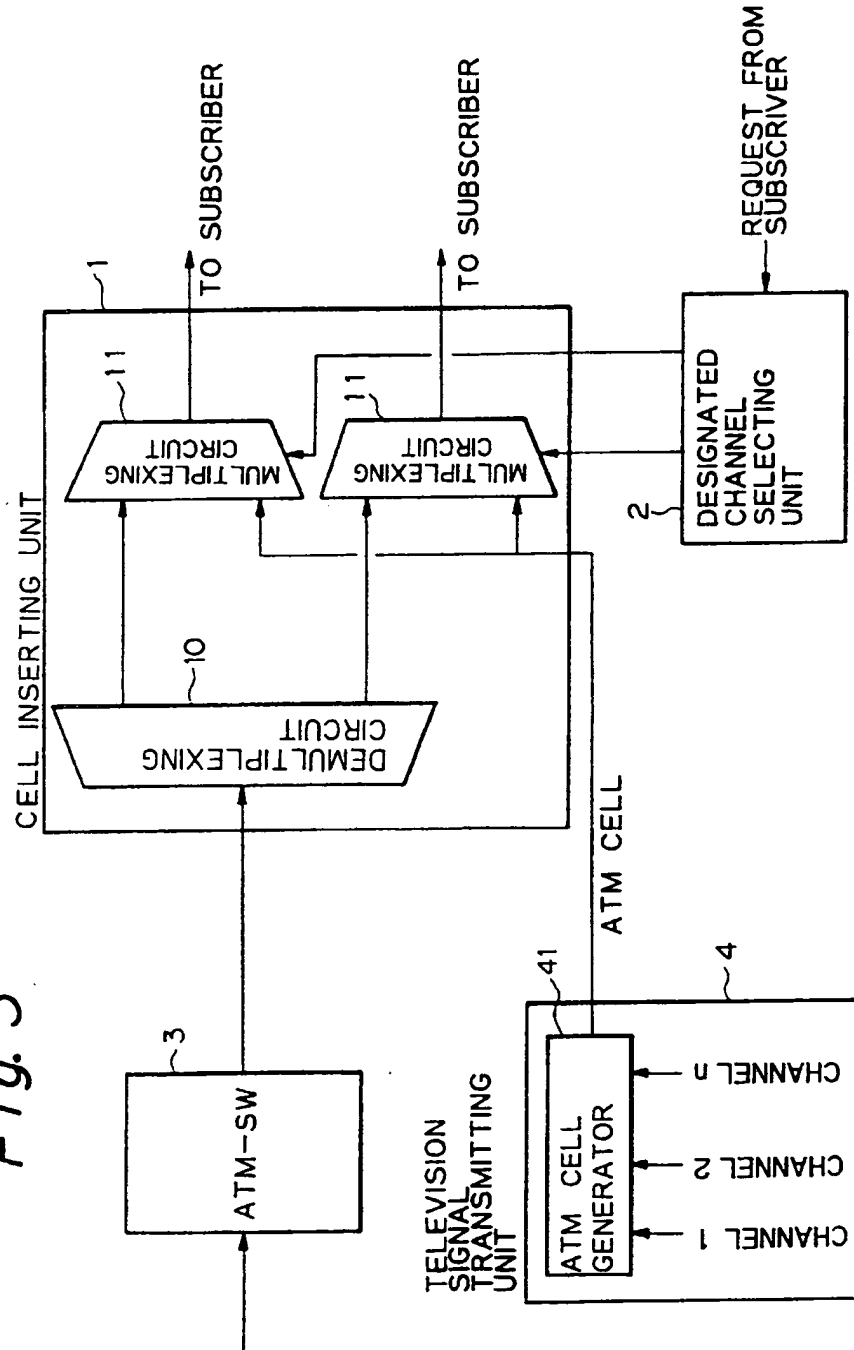 Fig. 3
CELL INSERTING UNIT
1
3
ATM-SW
10
DEMULTIPLEXING
CIRCUIT
11
MULTIPLEXING
CIRCUIT
TO SUBSCRIBER
11
MULTIPLEXING
CIRCUIT
TO SUBSCRIBER
TELEVISION
SIGNAL
TRANSMITTING
UNIT
41
ATM CELL
GENERATOR
4
CHANNEL 1
CHANNEL 2
CHANNEL n
ATM CELL
2
DESIGNATED
CHANNEL
SELECTING
UNIT
REQUEST FROM
SUBSCRIVER